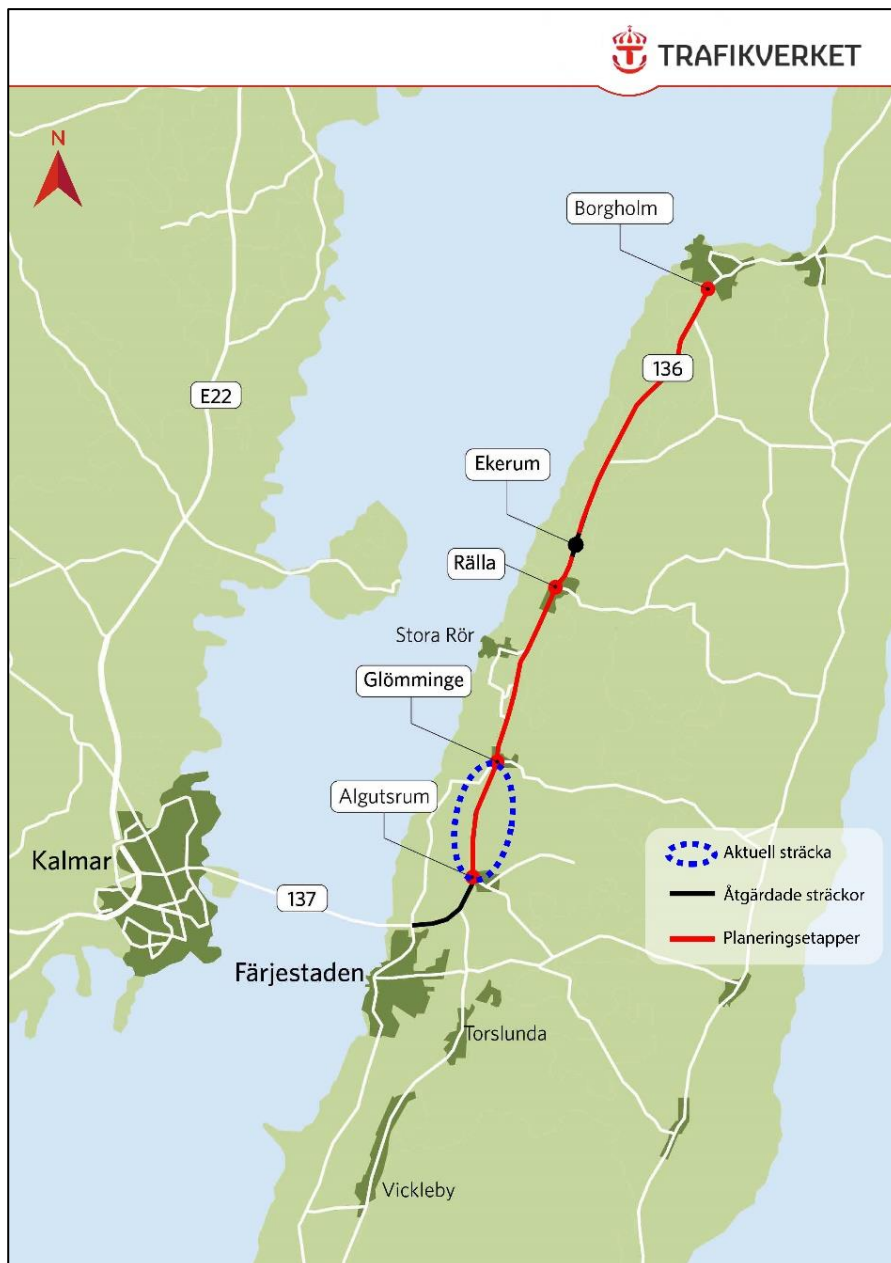 TRAFIKVERKET
N
Borgholm
136
E22
Ekerum
Rälla
Stora Rör
Glömminge
Algutsrum
Kalmar
137
Färjestaden
Torslunda
Vickleby
Aktuell sträcka
Åtgärdade sträckor
Planeringsetapper